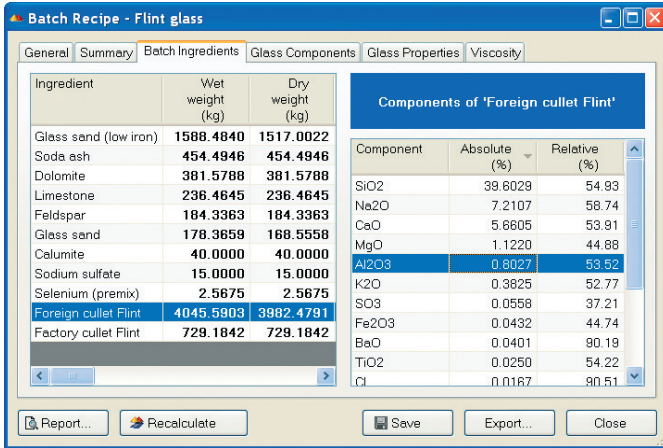 Batch Recipe - Flint glass
General Summary Batch Ingredients Glass Components Glass Properties Viscosity
Ingredient Wet weight (kg) Dry weight (kg)
Glass sand (low iron) 1588.4840 1517.0022
Soda ash 454.4946 454.4946
Dolomite 381.5788 381.5788
Limestone 236.4645 236.4645
Feldspar 184.3363 184.3363
Glass sand 178.3659 168.5558
Calumite 40.0000 40.0000
Sodium sulfate 15.0000 15.0000
Selenium (premix) 2.5675 2.5675
Foreign cullet Flint 4045.5903 3982.4791
Factory cullet Flint 729.1842 729.1842
Components of 'Foreign cullet Flint'
Component Absolute (%) Relative (%)
SiO2 39.6029 54.93
Na2O 7.2107 58.74
CaO 5.6605 53.91
MgO 1.1220 44.88
Al2O3 0.8027 53.52
K2O 0.3825 52.77
SO3 0.0558 37.21
Fe2O3 0.0432 44.74
BaO 0.0401 90.19
TiO2 0.0250 54.22
Cl 0.0167 90.51
Report... Recalculate Save Export... Close